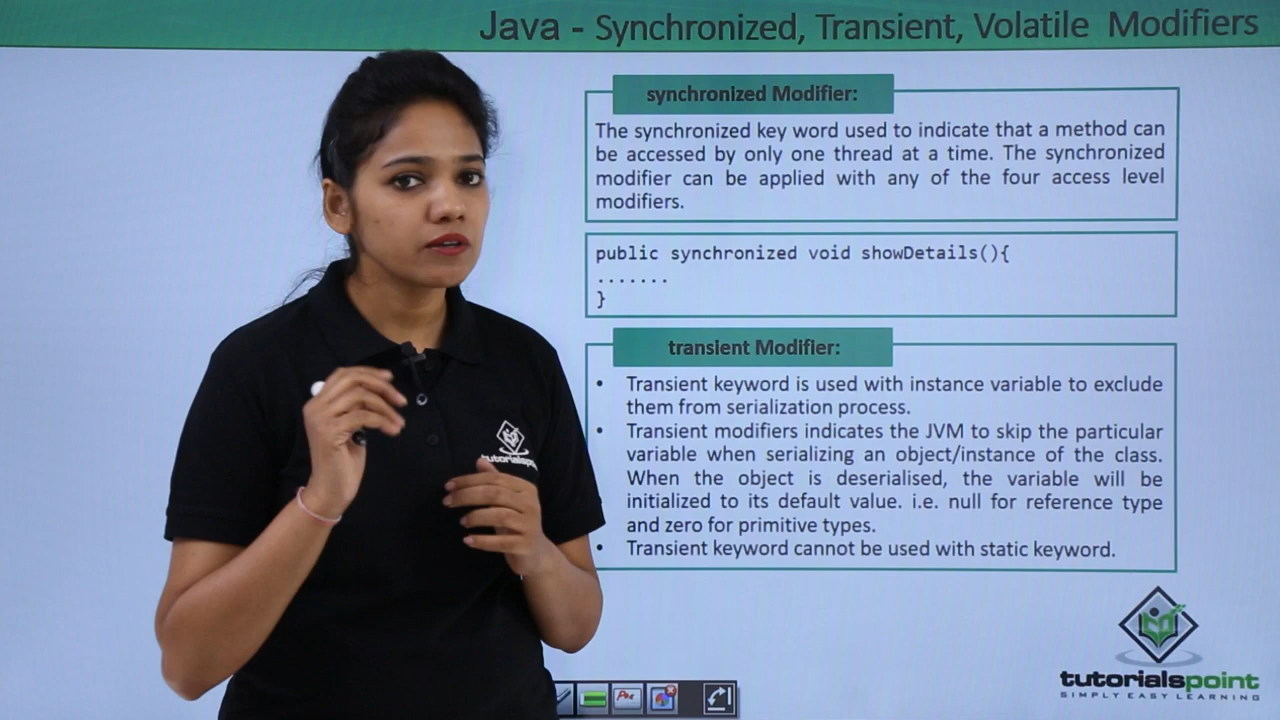 Java - Synchronized, Transient, Volatile Modifiers
synchronized Modifier:
The synchronized key word used to indicate that a method can
be accessed by only one thread at a time. The synchronized
modifier can be applied with any of the four access level
modifiers.
public synchronized void showDetails(){
.......
}
transient Modifier:
• Transient keyword is used with instance variable to exclude
them from serialization process.
• Transient modifiers indicates the JVM to skip the particular
variable when serializing an object/instance of the class.
When the object is deserialised, the variable will be
initialized to its default value. i.e. null for reference type
and zero for primitive types.
• Transient keyword cannot be used with static keyword.
tutorialspoint
SIMPLY EASY LEARNING